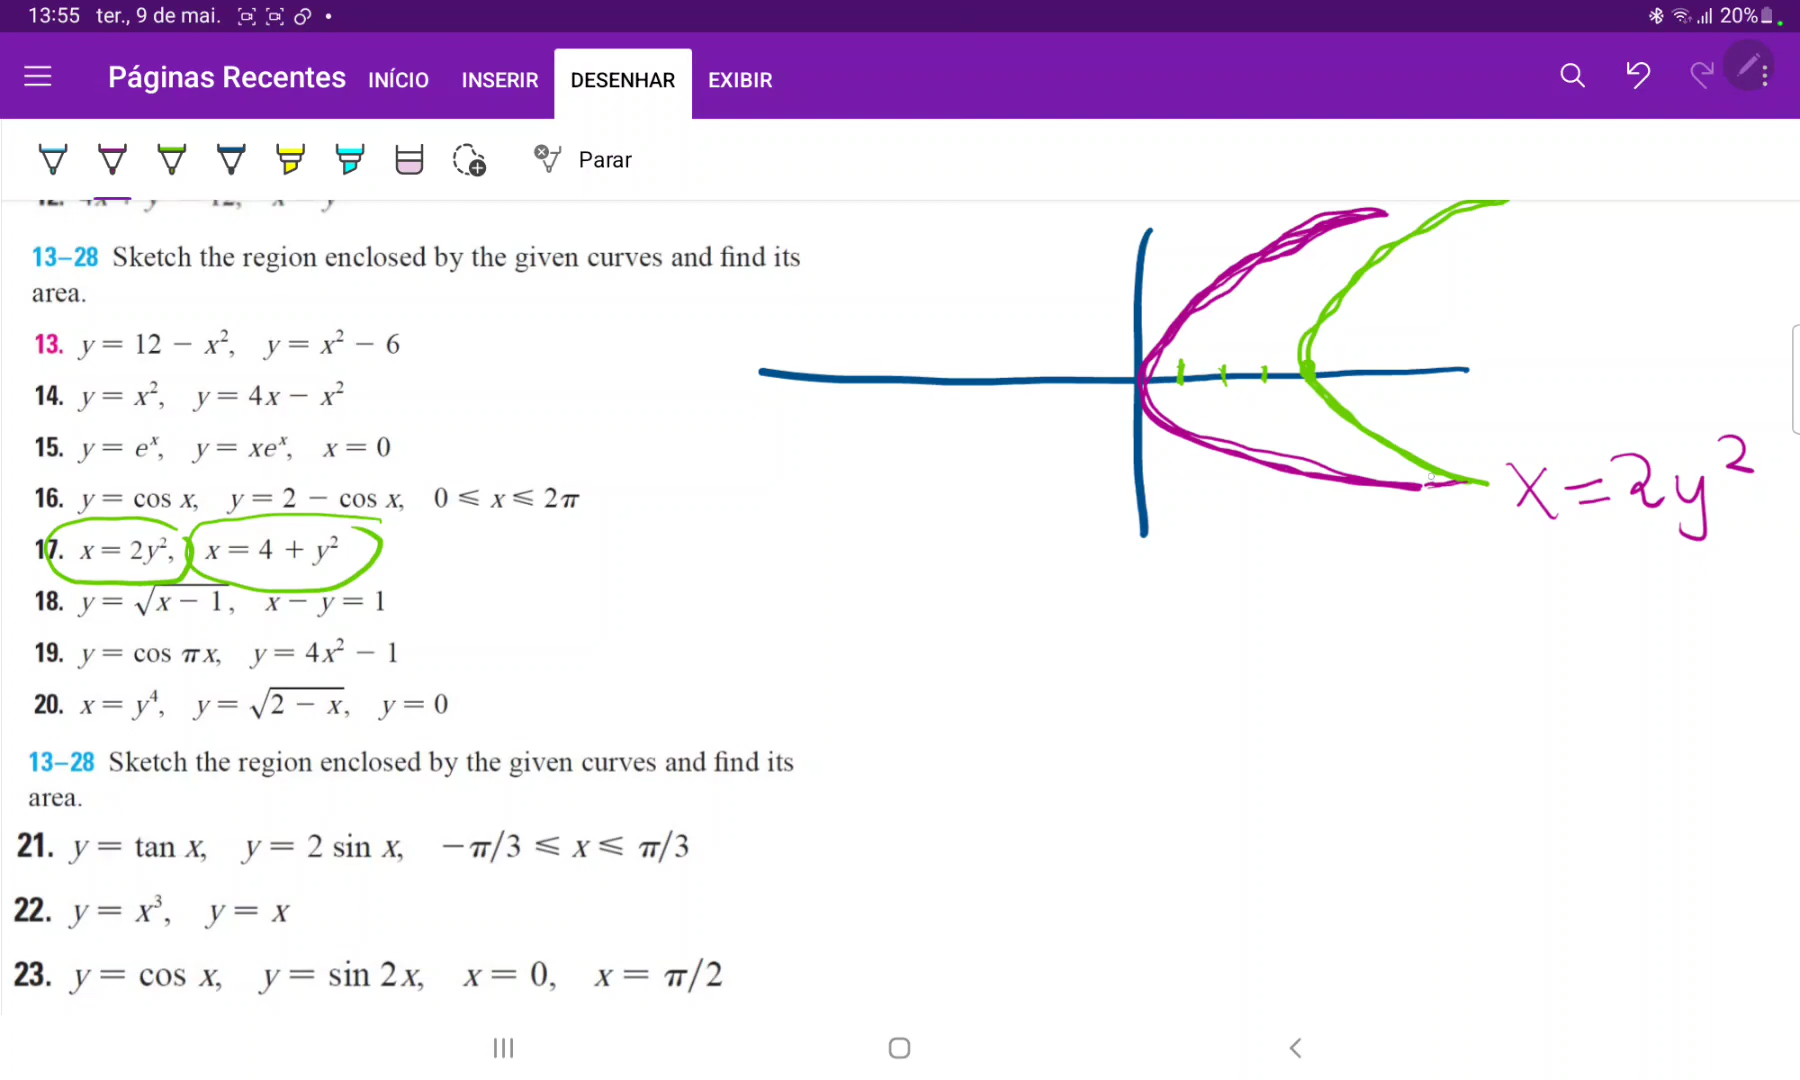 13:55 ter., 9 de mai. 20%
Páginas Recentes INÍCIO INSERIR DESENHAR EXIBIR
Parar
13–28 Sketch the region enclosed by the given curves and find its
area.
13. y = 12 − x², y = x² − 6
14. y = x², y = 4x − x²
15. y = eˣ, y = xeˣ, x = 0
16. y = cos x, y = 2 − cos x, 0 ⩽ x ⩽ 2π
17. x = 2y², x = 4 + y²
18. y = √(x − 1), x − y = 1
19. y = cos πx, y = 4x² − 1
20. x = y⁴, y = √(2 − x), y = 0
x = 2y²
13–28 Sketch the region enclosed by the given curves and find its
area.
21. y = tan x, y = 2 sin x, −π/3 ⩽ x ⩽ π/3
22. y = x³, y = x
23. y = cos x, y = sin 2x, x = 0, x = π/2